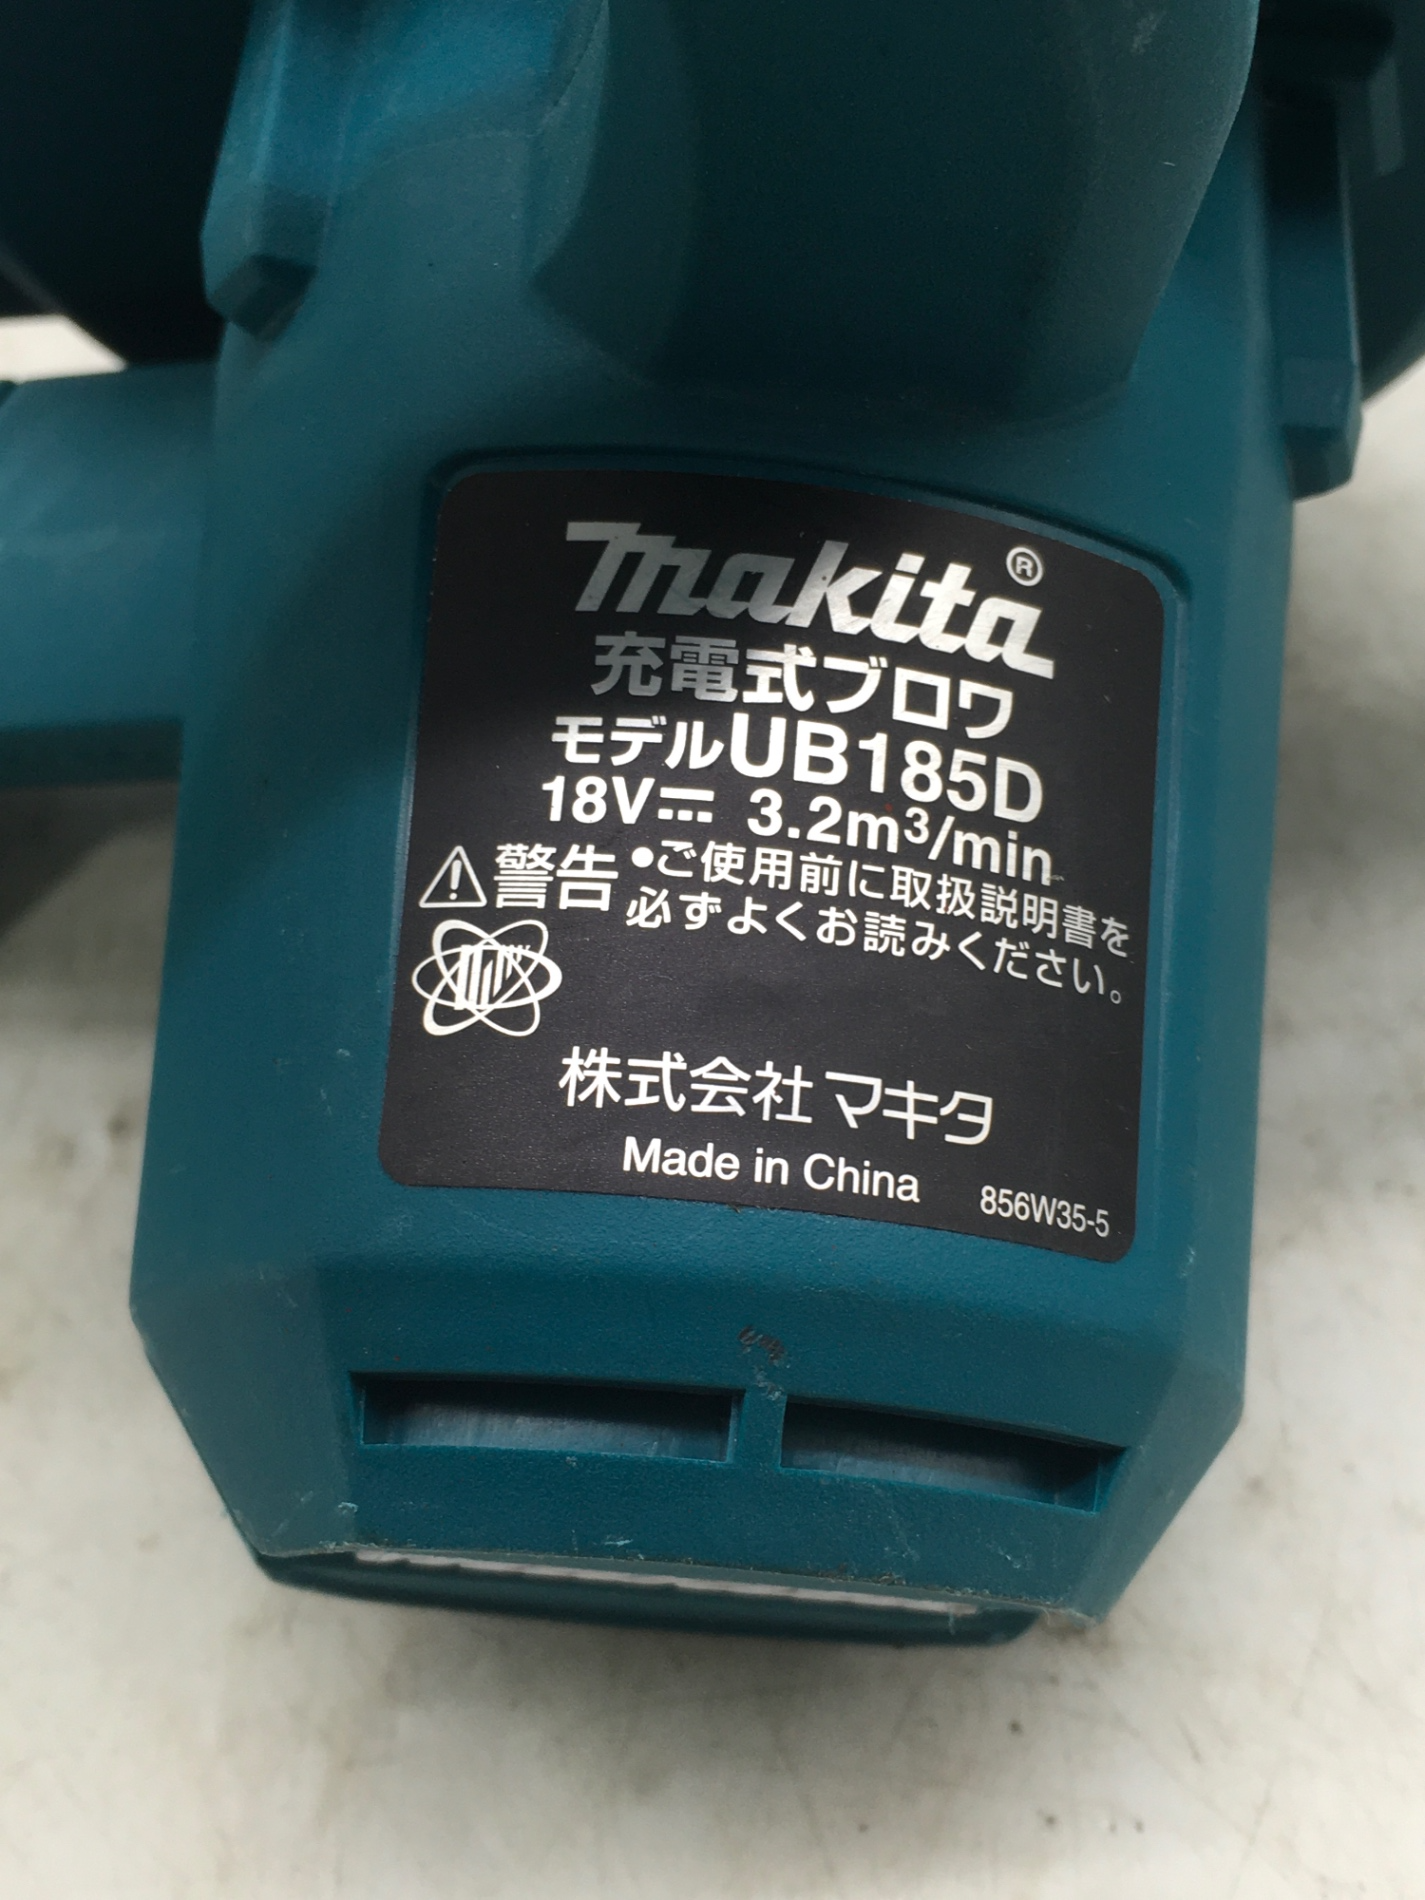 makita®
充電式ブロワ
モデルUB185D
18V⎓ 3.2m³/min
⚠警告 •ご使用前に取扱説明書を
必ずよくお読みください。
株式会社マキタ
Made in China
856W35-5